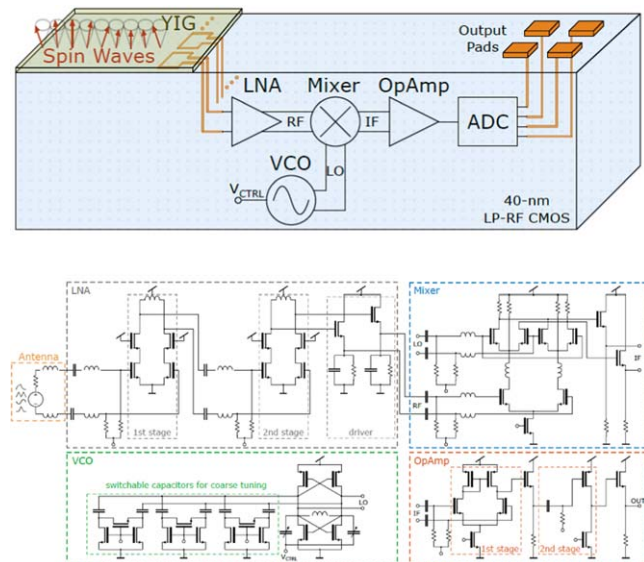 YIG
Spin Waves
Output
Pads
LNA
Mixer
OpAmp
RF
IF
ADC
VCO
LO
VCTRL
40-nm
LP-RF CMOS
LNA
Mixer
Antenna
LO
IF
RF
1st stage
2nd stage
driver
VCO
switchable capacitors for coarse tuning
LO
VCTRL
OpAmp
IF
OUT
1st stage
2nd stage